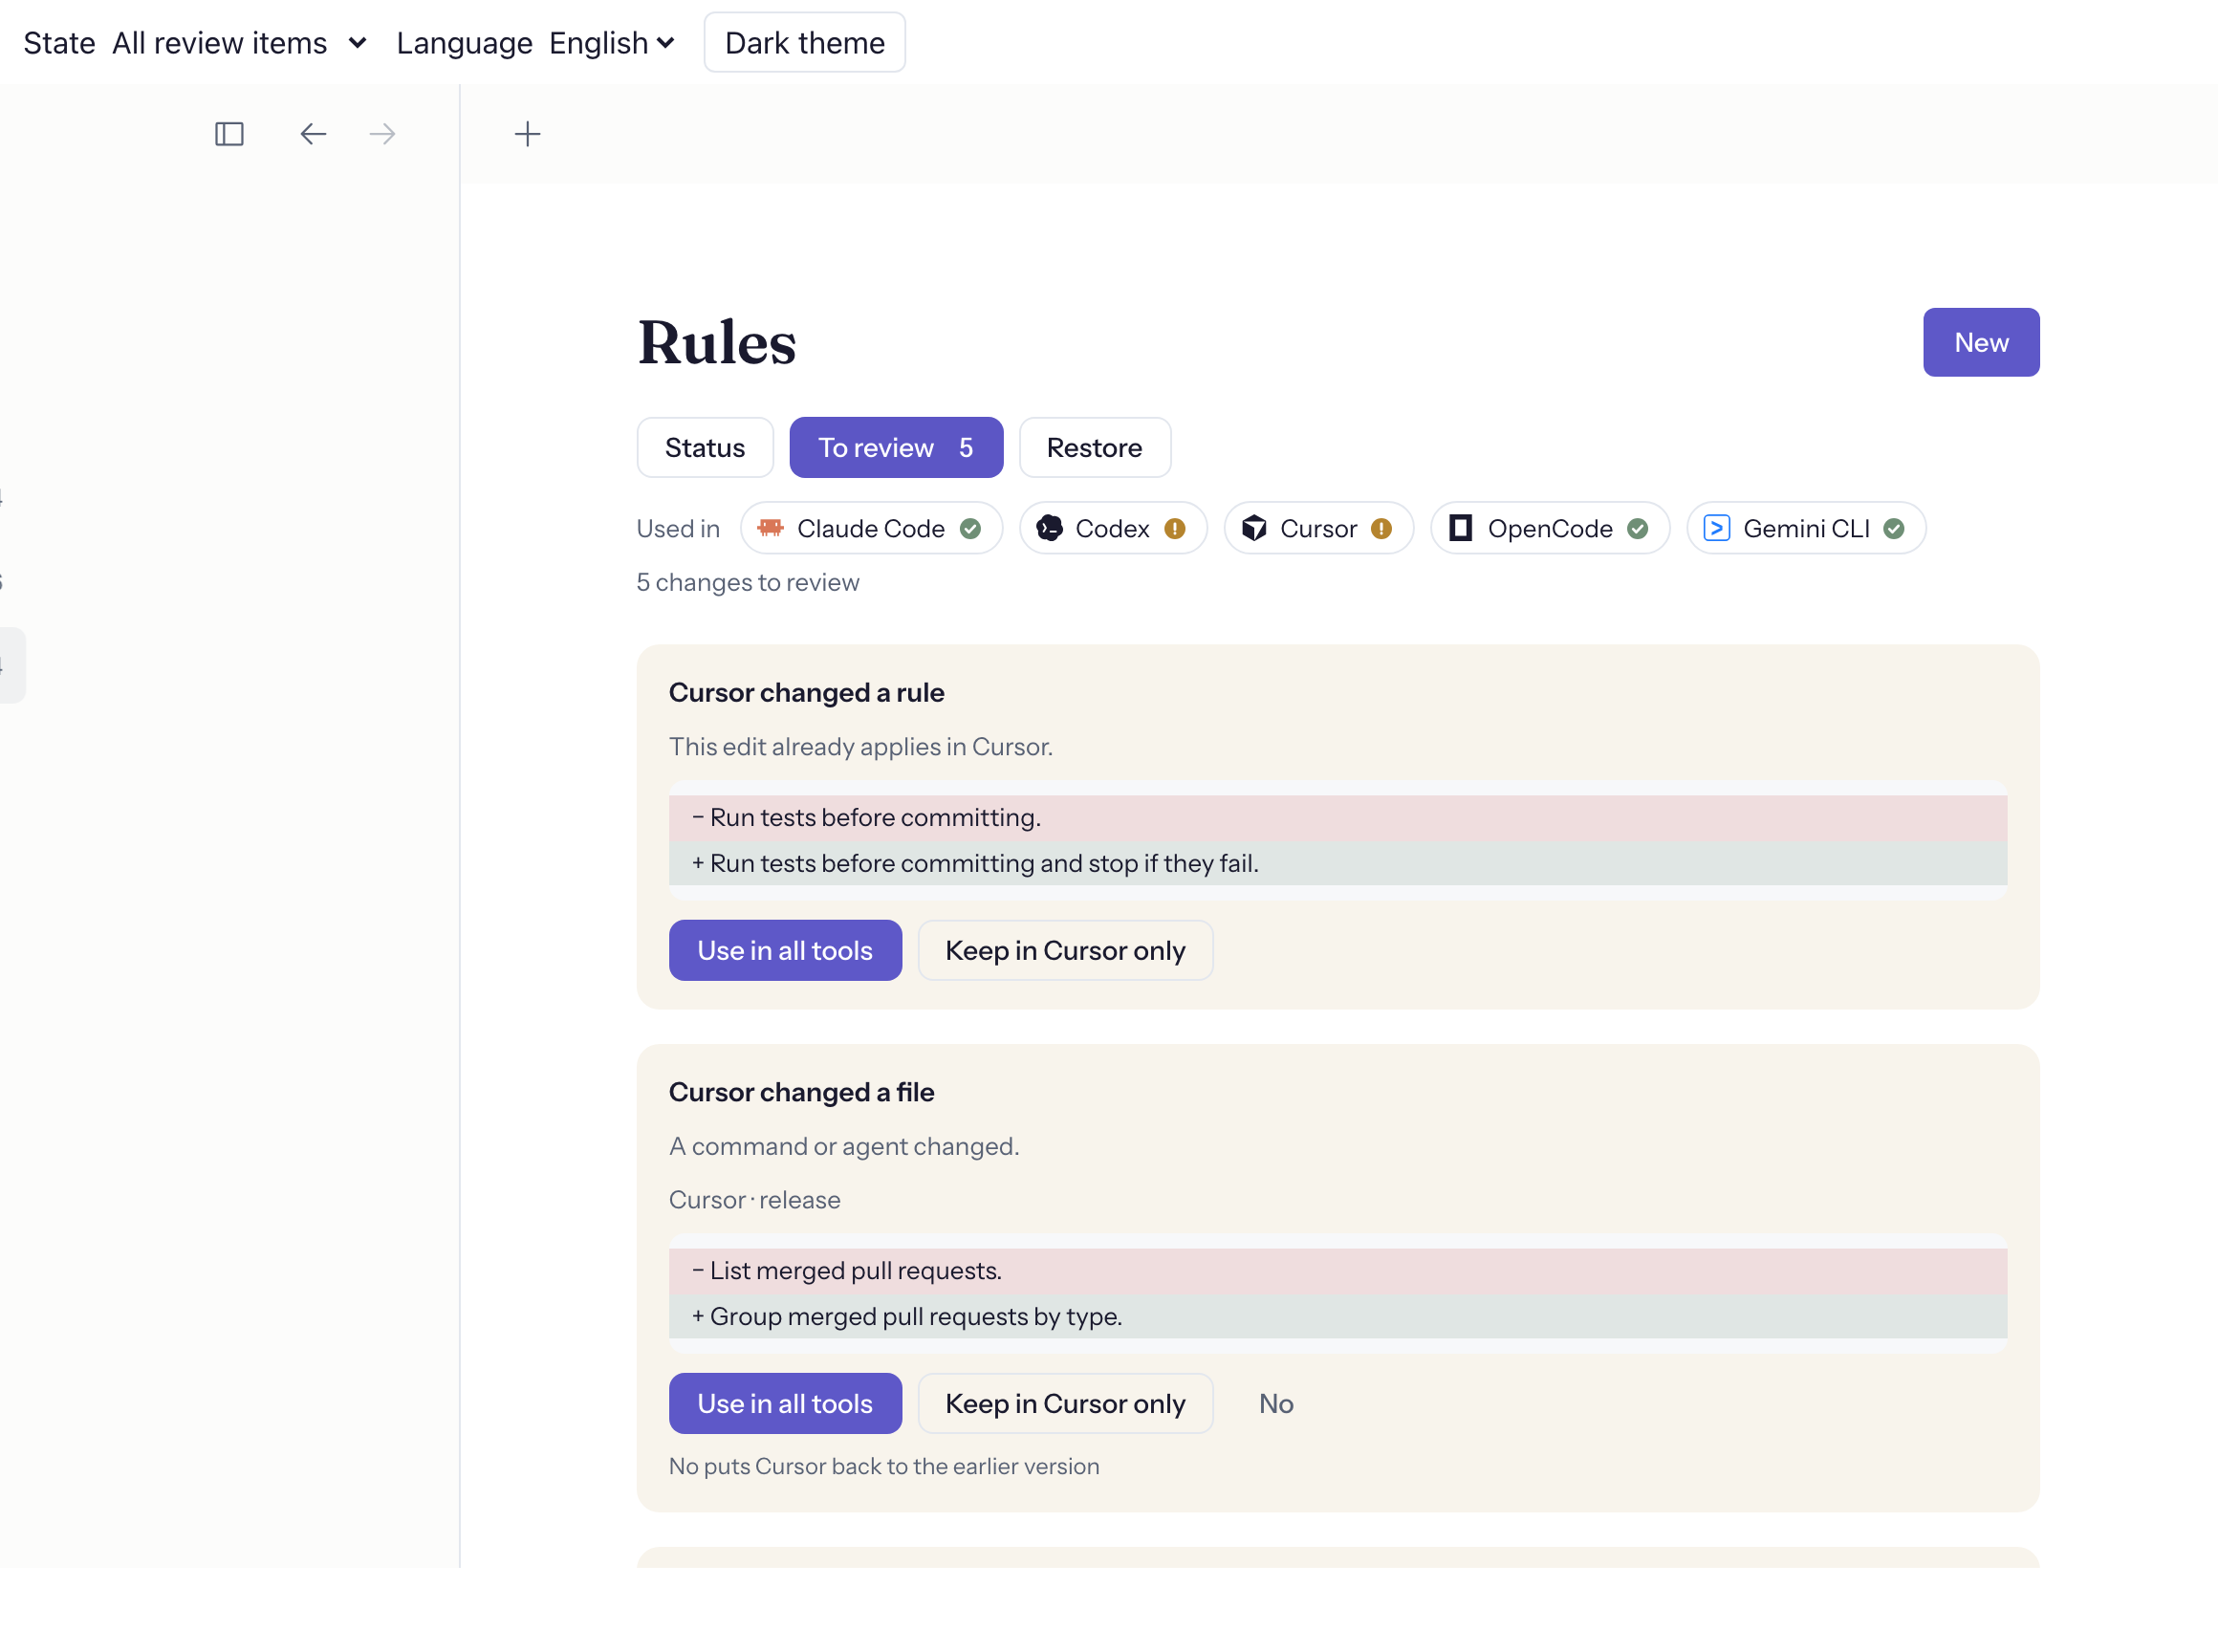 State All review items Language English Dark theme
Rules
New
Status To review 5 Restore
Used in Claude Code Codex Cursor OpenCode Gemini CLI
5 changes to review
Cursor changed a rule
This edit already applies in Cursor.
− Run tests before committing.
+ Run tests before committing and stop if they fail.
Use in all tools Keep in Cursor only
Cursor changed a file
A command or agent changed.
Cursor · release
− List merged pull requests.
+ Group merged pull requests by type.
Use in all tools Keep in Cursor only No
No puts Cursor back to the earlier version